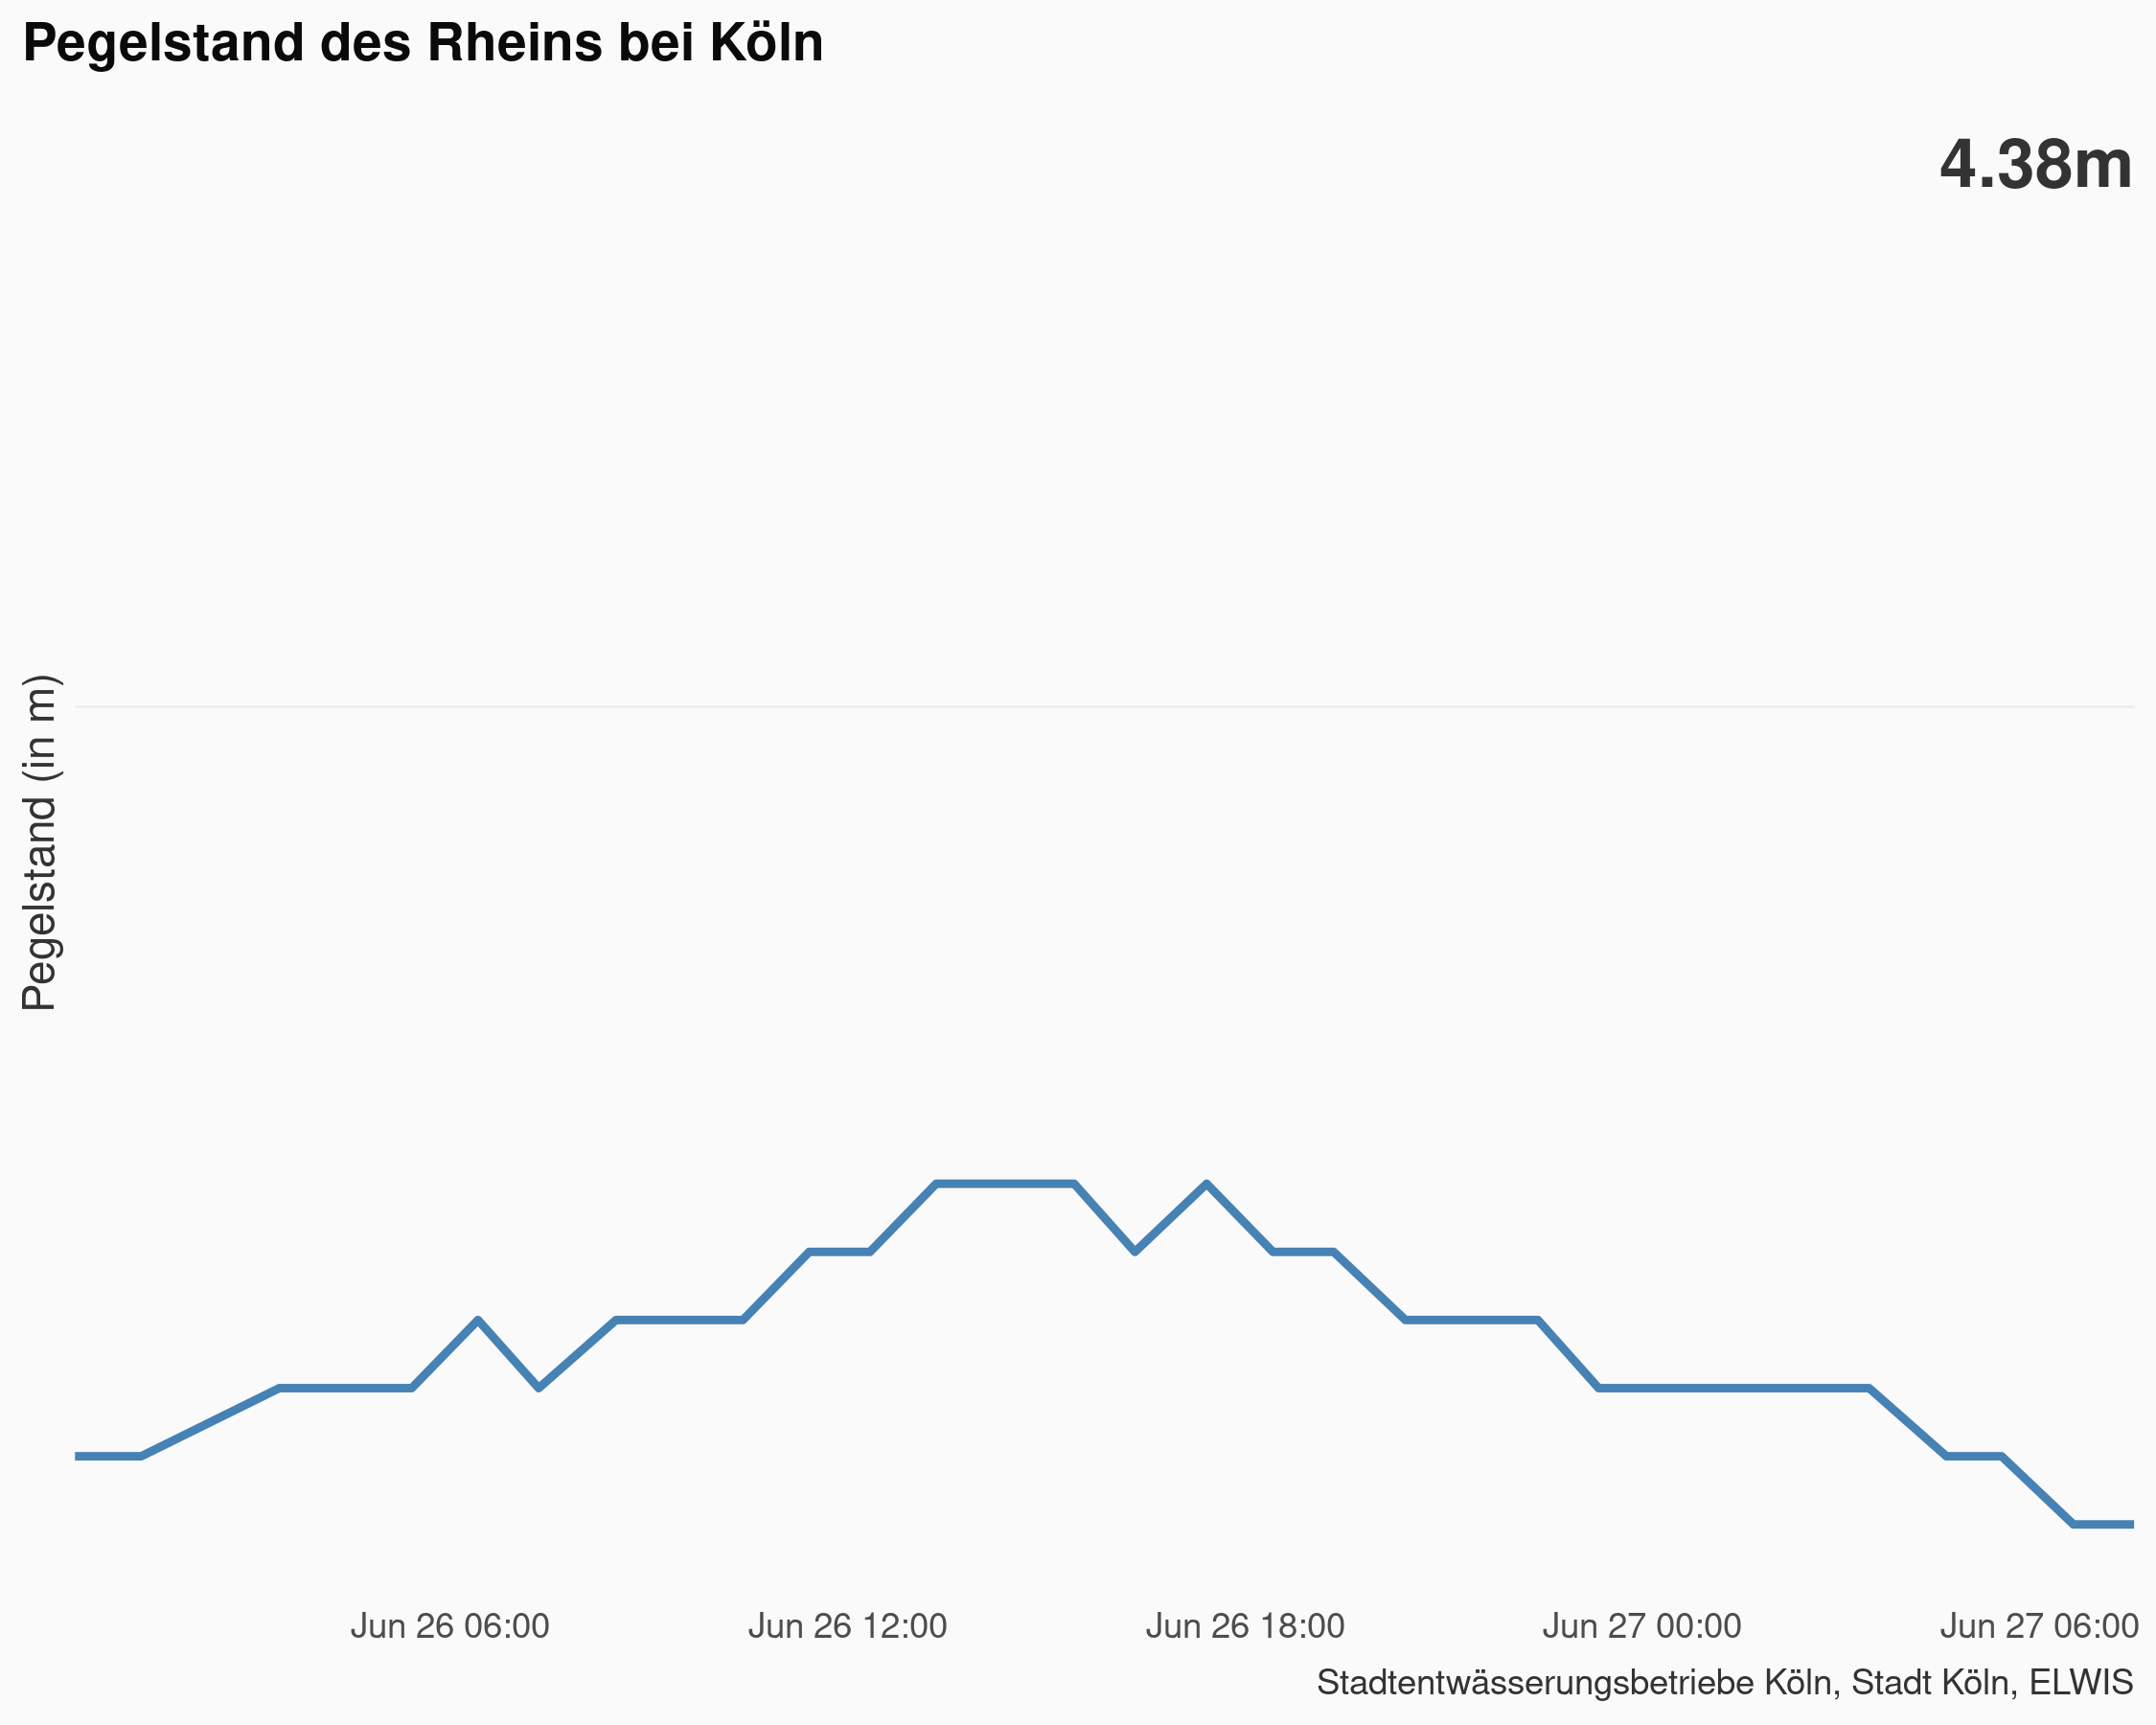 Pegelstand des Rheins bei Köln
4.38m
Pegelstand (in m)
Jun 26 06:00
Jun 26 12:00
Jun 26 18:00
Jun 27 00:00
Jun 27 06:00
Stadtentwässerungsbetriebe Köln, Stadt Köln, ELWIS